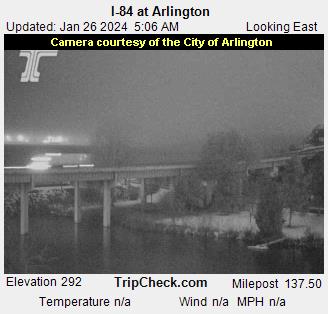 I-84 at Arlington
Updated: Jan 26 2024 5:06 AM Looking East
Camera courtesy of the City of Arlington
Elevation 292 TripCheck.com Milepost 137.50
Temperature n/a Wind n/a MPH n/a